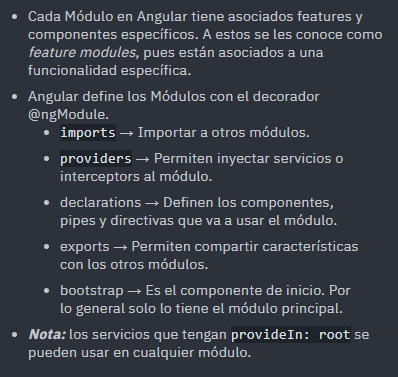 Cada Módulo en Angular tiene asociados features y
componentes específicos. A estos se les conoce como
feature modules, pues están asociados a una
funcionalidad específica.
Angular define los Módulos con el decorador
@ngModule.
imports → Importar a otros módulos.
providers → Permiten inyectar servicios o
interceptors al módulo.
declarations → Definen los componentes,
pipes y directivas que va a usar el módulo.
exports → Permiten compartir características
con los otros módulos.
bootstrap → Es el componente de inicio. Por
lo general solo lo tiene el módulo principal.
Nota: los servicios que tengan provideIn: root se
pueden usar en cualquier módulo.